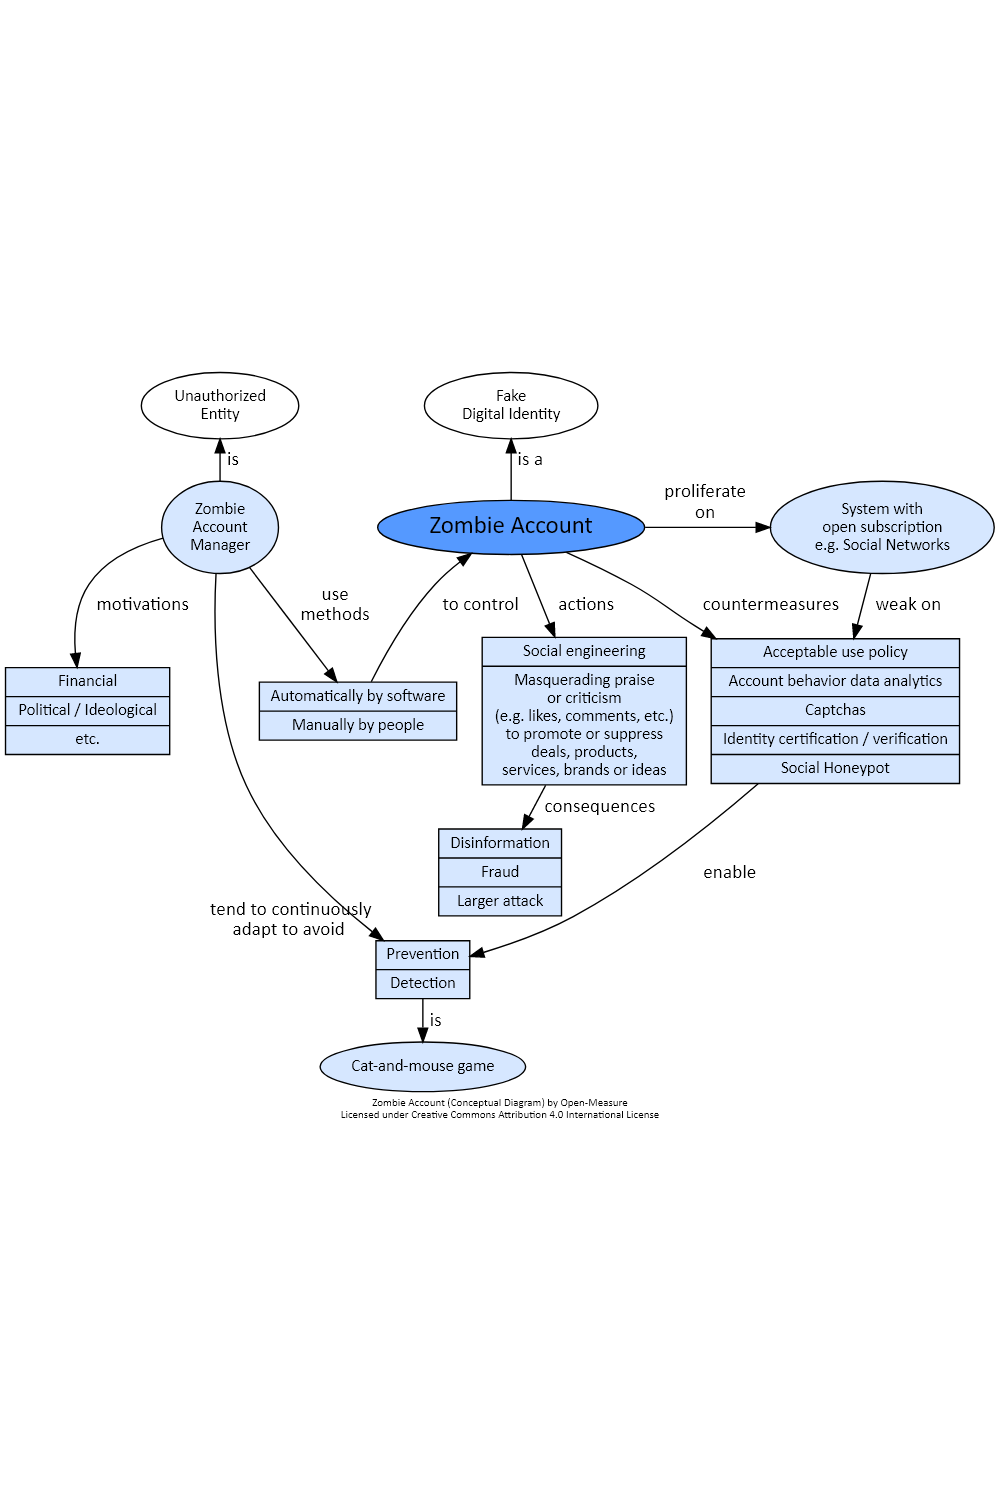 Unauthorized
Entity
Fake
Digital Identity
is
is a
Zombie
Account
Manager
Zombie Account
proliferate
on
System with
open subscription
e.g. Social Networks
motivations
use
methods
to control
actions
countermeasures
weak on
Financial
Political / Ideological
etc.
Automatically by software
Manually by people
Social engineering
Masquerading praise
or criticism
(e.g. likes, comments, etc.)
to promote or suppress
deals, products,
services, brands or ideas
Acceptable use policy
Account behavior data analytics
Captchas
Identity certification / verification
Social Honeypot
consequences
Disinformation
Fraud
Larger attack
enable
tend to continuously
adapt to avoid
Prevention
Detection
is
Cat-and-mouse game
Zombie Account (Conceptual Diagram) by Open-Measure
Licensed under Creative Commons Attribution 4.0 International License